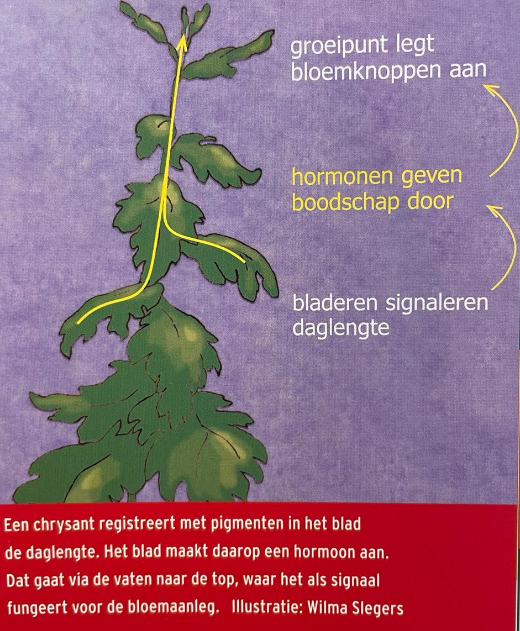 groeipunt legt
bloemknoppen aan
hormonen geven
boodschap door
bladeren signaleren
daglengte
Een chrysant registreert met pigmenten in het blad
de daglengte. Het blad maakt daarop een hormoon aan.
Dat gaat via de vaten naar de top, waar het als signaal
fungeert voor de bloemaanleg. Illustratie: Wilma Slegers